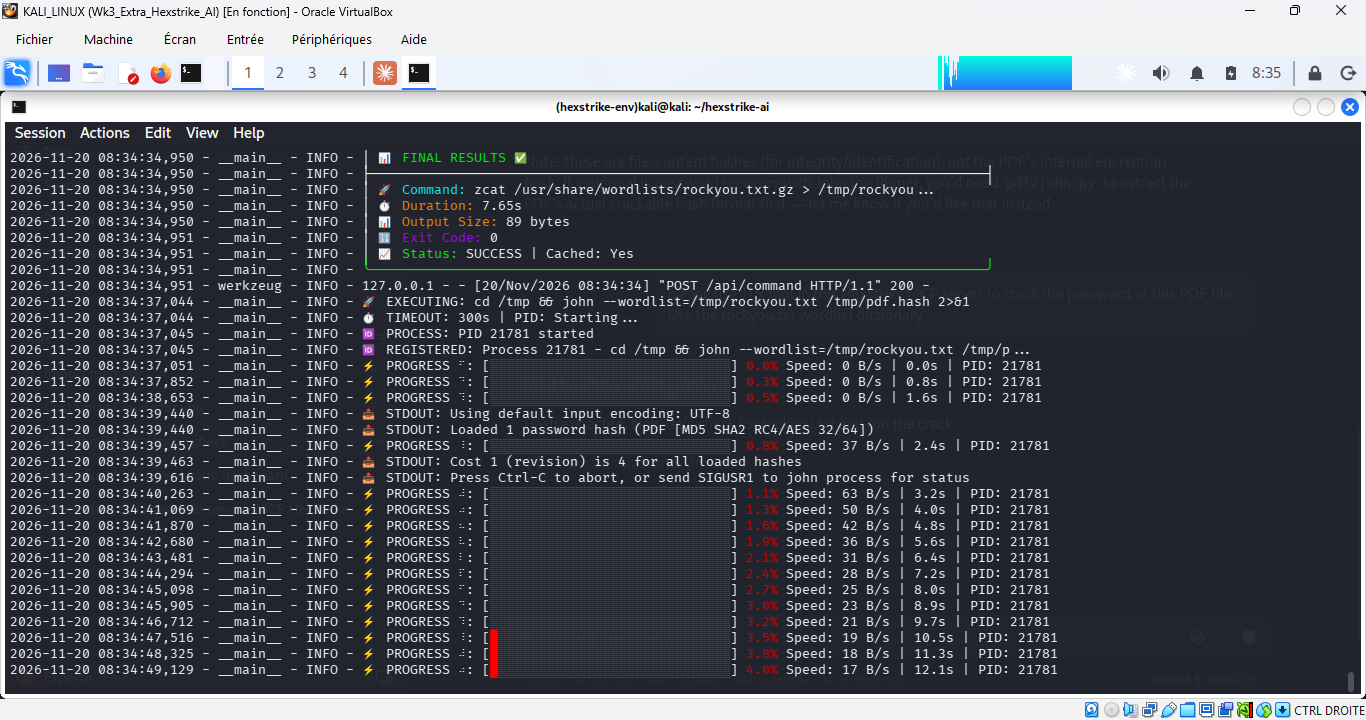 KALI_LINUX (Wk3_Extra_Hexstrike_AI) [En fonction] - Oracle VirtualBox
Fichier Machine Écran Entrée Périphériques Aide
1 2 3 4 8:35
(hexstrike-env)kali@kali: ~/hexstrike-ai
Session Actions Edit View Help
2026-11-20 08:34:34,950 - __main__ - INFO - │ 📊 FINAL RESULTS ✅
2026-11-20 08:34:34,950 - __main__ - INFO -
2026-11-20 08:34:34,950 - __main__ - INFO - │ 🚀 Command: zcat /usr/share/wordlists/rockyou.txt.gz > /tmp/rockyou...
2026-11-20 08:34:34,950 - __main__ - INFO - │ ⏱️ Duration: 7.65s
2026-11-20 08:34:34,950 - __main__ - INFO - │ 📊 Output Size: 89 bytes
2026-11-20 08:34:34,951 - __main__ - INFO - │ 🔢 Exit Code: 0
2026-11-20 08:34:34,951 - __main__ - INFO - │ 📈 Status: SUCCESS | Cached: Yes
2026-11-20 08:34:34,951 - __main__ - INFO -
2026-11-20 08:34:34,951 - werkzeug - INFO - 127.0.0.1 - - [20/Nov/2026 08:34:34] "POST /api/command HTTP/1.1" 200 -
2026-11-20 08:34:37,044 - __main__ - INFO - 🚀 EXECUTING: cd /tmp && john --wordlist=/tmp/rockyou.txt /tmp/pdf.hash 2>&1
2026-11-20 08:34:37,044 - __main__ - INFO - ⏱️ TIMEOUT: 300s | PID: Starting...
2026-11-20 08:34:37,045 - __main__ - INFO - 🆔 PROCESS: PID 21781 started
2026-11-20 08:34:37,045 - __main__ - INFO - 🆔 REGISTERED: Process 21781 - cd /tmp && john --wordlist=/tmp/rockyou.txt /tmp/p...
2026-11-20 08:34:37,051 - __main__ - INFO - ⚡ PROGRESS : [ ] 0.0% Speed: 0 B/s | 0.0s | PID: 21781
2026-11-20 08:34:37,852 - __main__ - INFO - ⚡ PROGRESS : [ ] 0.3% Speed: 0 B/s | 0.8s | PID: 21781
2026-11-20 08:34:38,653 - __main__ - INFO - ⚡ PROGRESS : [ ] 0.5% Speed: 0 B/s | 1.6s | PID: 21781
2026-11-20 08:34:39,440 - __main__ - INFO - 📤 STDOUT: Using default input encoding: UTF-8
2026-11-20 08:34:39,440 - __main__ - INFO - 📤 STDOUT: Loaded 1 password hash (PDF [MD5 SHA2 RC4/AES 32/64])
2026-11-20 08:34:39,457 - __main__ - INFO - ⚡ PROGRESS : [ ] 0.8% Speed: 37 B/s | 2.4s | PID: 21781
2026-11-20 08:34:39,463 - __main__ - INFO - 📤 STDOUT: Cost 1 (revision) is 4 for all loaded hashes
2026-11-20 08:34:39,616 - __main__ - INFO - 📤 STDOUT: Press Ctrl-C to abort, or send SIGUSR1 to john process for status
2026-11-20 08:34:40,263 - __main__ - INFO - ⚡ PROGRESS : [ ] 1.1% Speed: 63 B/s | 3.2s | PID: 21781
2026-11-20 08:34:41,069 - __main__ - INFO - ⚡ PROGRESS : [ ] 1.3% Speed: 50 B/s | 4.0s | PID: 21781
2026-11-20 08:34:41,870 - __main__ - INFO - ⚡ PROGRESS : [ ] 1.6% Speed: 42 B/s | 4.8s | PID: 21781
2026-11-20 08:34:42,680 - __main__ - INFO - ⚡ PROGRESS : [ ] 1.9% Speed: 36 B/s | 5.6s | PID: 21781
2026-11-20 08:34:43,481 - __main__ - INFO - ⚡ PROGRESS : [ ] 2.1% Speed: 31 B/s | 6.4s | PID: 21781
2026-11-20 08:34:44,294 - __main__ - INFO - ⚡ PROGRESS : [ ] 2.4% Speed: 28 B/s | 7.2s | PID: 21781
2026-11-20 08:34:45,098 - __main__ - INFO - ⚡ PROGRESS : [ ] 2.7% Speed: 25 B/s | 8.0s | PID: 21781
2026-11-20 08:34:45,905 - __main__ - INFO - ⚡ PROGRESS : [ ] 3.0% Speed: 23 B/s | 8.9s | PID: 21781
2026-11-20 08:34:46,712 - __main__ - INFO - ⚡ PROGRESS : [ ] 3.2% Speed: 21 B/s | 9.7s | PID: 21781
2026-11-20 08:34:47,516 - __main__ - INFO - ⚡ PROGRESS : [ ] 3.5% Speed: 19 B/s | 10.5s | PID: 21781
2026-11-20 08:34:48,325 - __main__ - INFO - ⚡ PROGRESS : [ ] 3.8% Speed: 18 B/s | 11.3s | PID: 21781
2026-11-20 08:34:49,129 - __main__ - INFO - ⚡ PROGRESS : [ ] 4.0% Speed: 17 B/s | 12.1s | PID: 21781
CTRL DROITE